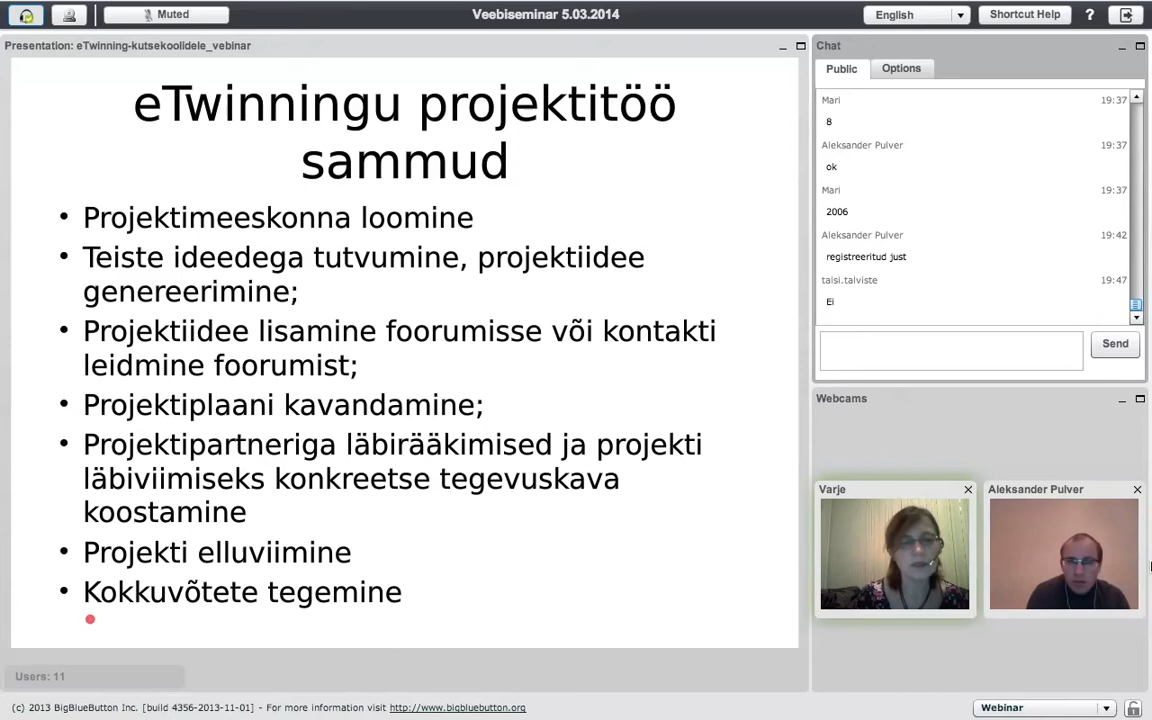 Muted
Veebiseminar 5.03.2014
English
Shortcut Help
?
Presentation: eTwinning-kutsekoolidele_vebinar
eTwinningu projektitöö
sammud
• Projektimeeskonna loomine
• Teiste ideedega tutvumine, projektiidee
genereerimine;
• Projektiidee lisamine foorumisse või kontakti
leidmine foorumist;
• Projektiplaani kavandamine;
• Projektipartneriga läbirääkimised ja projekti
läbiviimiseks konkreetse tegevuskava
koostamine
• Projekti elluviimine
• Kokkuvõtete tegemine
Users: 11
Chat
Public
Options
Mari 19:37
8
Aleksander Pulver 19:37
ok
Mari 19:37
2006
Aleksander Pulver 19:42
registreeritud just
taisi.talviste 19:47
Ei
Send
Webcams
Varje
Aleksander Pulver
(c) 2013 BigBlueButton Inc. [build 4356-2013-11-01] - For more information visit http://www.bigbluebutton.org
Webinar